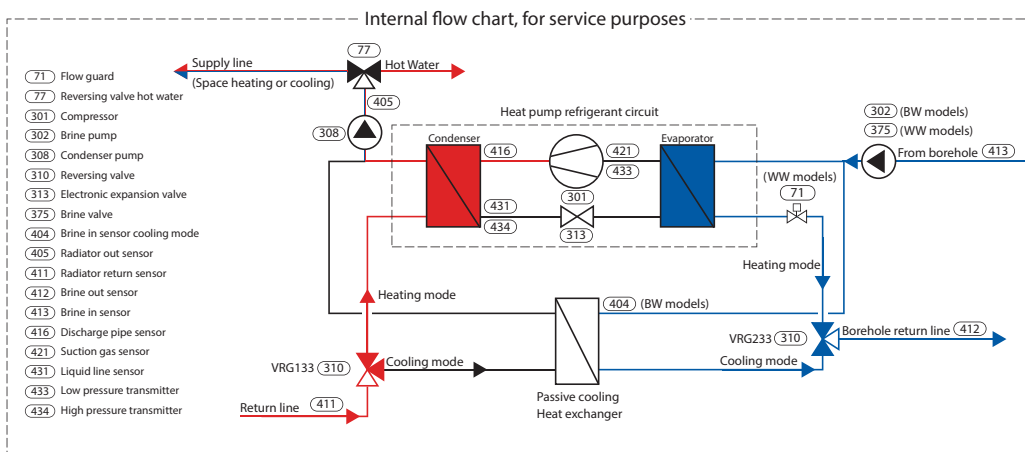 Internal flow chart, for service purposes
71 Flow guard
77 Reversing valve hot water
301 Compressor
302 Brine pump
308 Condenser pump
310 Reversing valve
313 Electronic expansion valve
375 Brine valve
404 Brine in sensor cooling mode
405 Radiator out sensor
411 Radiator return sensor
412 Brine out sensor
413 Brine in sensor
416 Discharge pipe sensor
421 Suction gas sensor
431 Liquid line sensor
433 Low pressure transmitter
434 High pressure transmitter
77
Supply line
Hot Water
(Space heating or cooling)
405
308
Heat pump refrigerant circuit
Condenser
416
421
433
Evaporator
301
431
434
313
302 (BW models)
375 (WW models)
From borehole 413
(WW models)
71
Heating mode
Heating mode
404 (BW models)
VRG133 310
Cooling mode
VRG233 310
Borehole return line 412
Cooling mode
Passive cooling
Heat exchanger
Return line 411